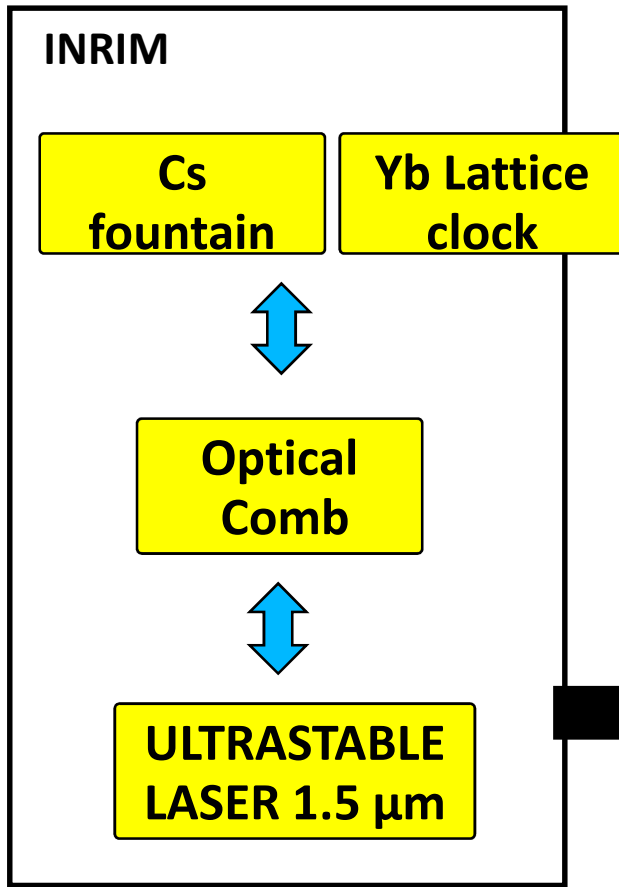 INRIM
Cs
fountain
Yb Lattice
clock
Optical
Comb
ULTRASTABLE
LASER 1.5 µm